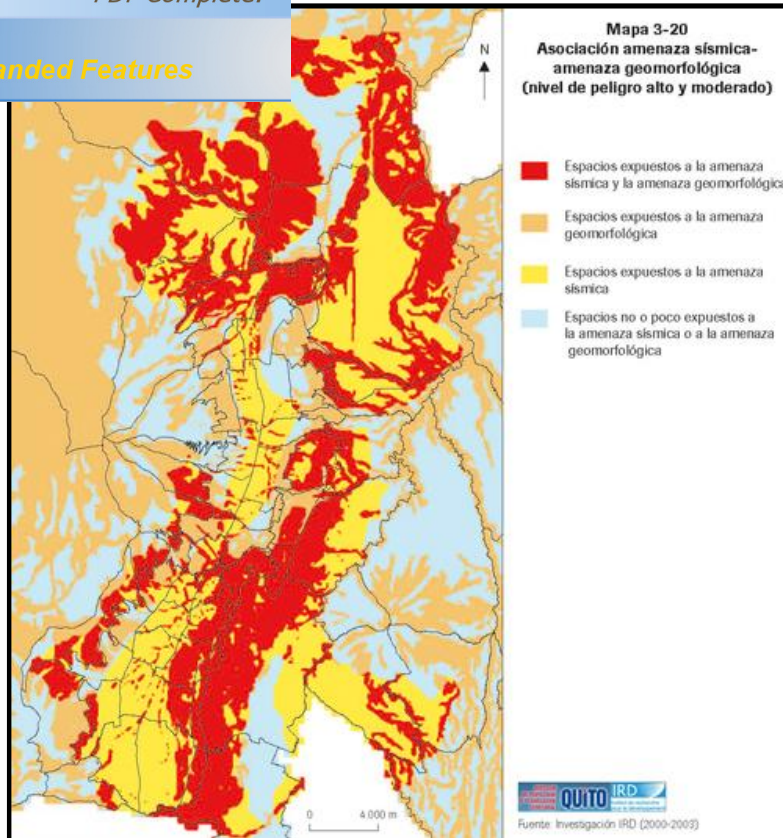 PDF Complete.
anded Features
Mapa 3-20
Asociación amenaza sísmica-
amenaza geomorfológica
(nivel de peligro alto y moderado)
N
Espacios expuestos a la amenaza
sísmica y la amenaza geomorfológica
Espacios expuestos a la amenaza
geomorfológica
Espacios expuestos a la amenaza
sísmica
Espacios no o poco expuestos a
la amenaza sísmica o a la amenaza
geomorfológica
0 4 000 m
QUITO IRD
Fuente: Investigación IRD (2000-2003)